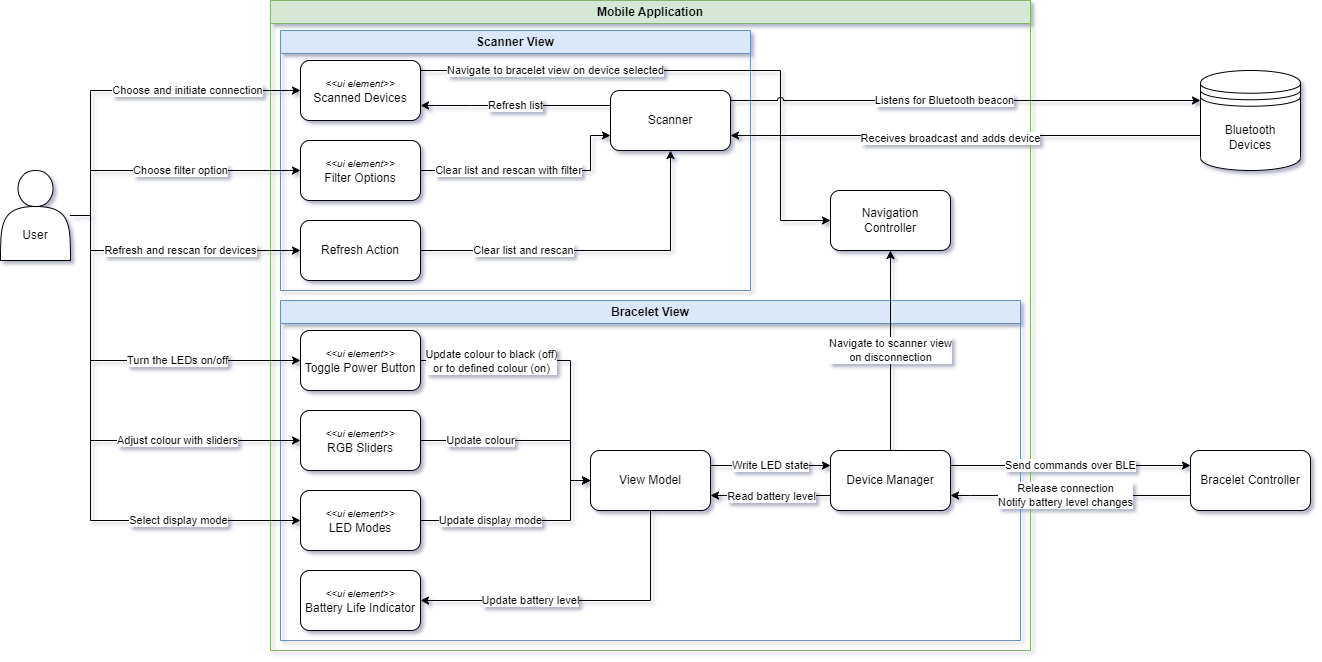 Mobile Application
Scanner View
<<ui element>>
Scanned Devices
Navigate to bracelet view on device selected
Choose and initiate connection
Refresh list
Scanner
Listens for Bluetooth beacon
Receives broadcast and adds device
Bluetooth
Devices
Choose filter option
<<ui element>>
Filter Options
Clear list and rescan with filter
User
Navigation
Controller
Refresh and rescan for devices
Refresh Action
Clear list and rescan
Bracelet View
Turn the LEDs on/off
<<ui element>>
Toggle Power Button
Update colour to black (off)
or to defined colour (on)
Navigate to scanner view
on disconnection
Adjust colour with sliders
<<ui element>>
RGB Sliders
Update colour
View Model
Write LED state
Read battery level
Device Manager
Send commands over BLE
Release connection
Notify battery level changes
Bracelet Controller
Select display mode
<<ui element>>
LED Modes
Update display mode
<<ui element>>
Battery Life Indicator
Update battery level